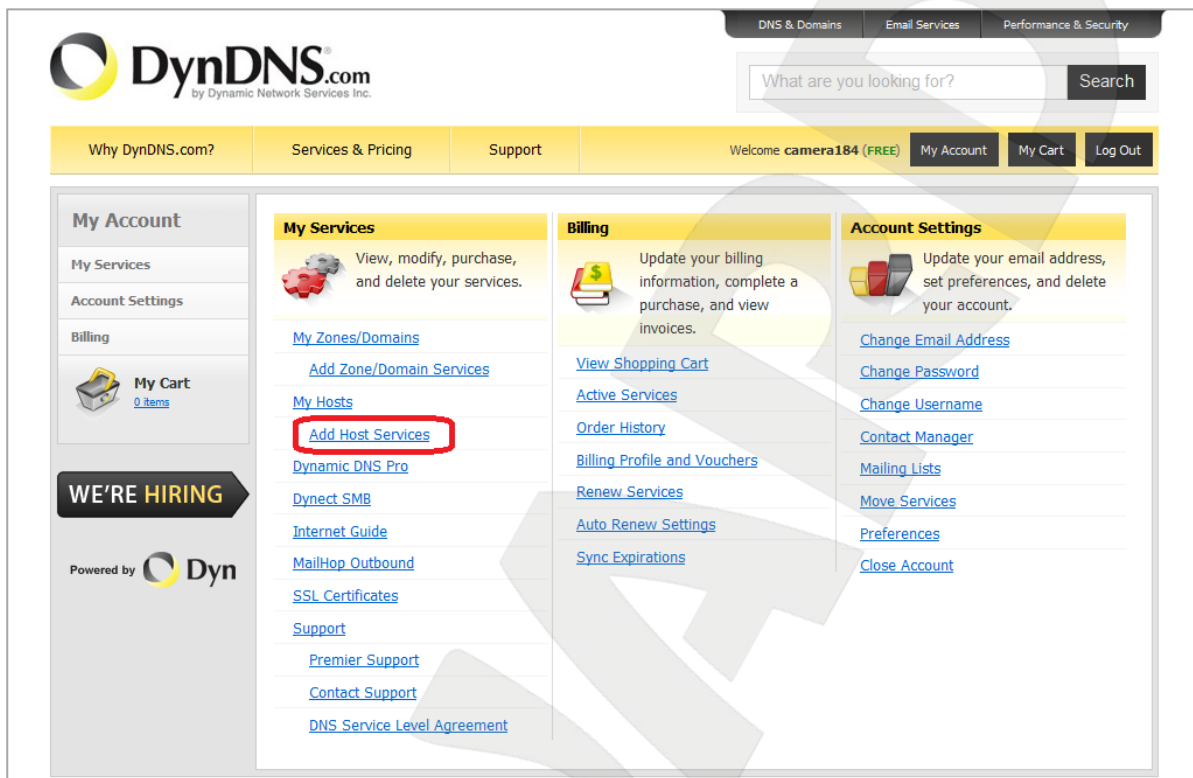 DNS & Domains
Email Services
Performance & Security
DynDNS.com®
by Dynamic Network Services Inc.
What are you looking for?
Search
Why DynDNS.com?
Services & Pricing
Support
Welcome camera184 (FREE)
My Account
My Cart
Log Out
My Account
My Services
Account Settings
Billing
My Cart
0 items
WE'RE HIRING
Powered by Dyn
My Services
View, modify, purchase,
and delete your services.
My Zones/Domains
Add Zone/Domain Services
My Hosts
Add Host Services
Dynamic DNS Pro
Dynect SMB
Internet Guide
MailHop Outbound
SSL Certificates
Support
Premier Support
Contact Support
DNS Service Level Agreement
Billing
Update your billing
information, complete a
purchase, and view
invoices.
View Shopping Cart
Active Services
Order History
Billing Profile and Vouchers
Renew Services
Auto Renew Settings
Sync Expirations
Account Settings
Update your email address,
set preferences, and delete
your account.
Change Email Address
Change Password
Change Username
Contact Manager
Mailing Lists
Move Services
Preferences
Close Account